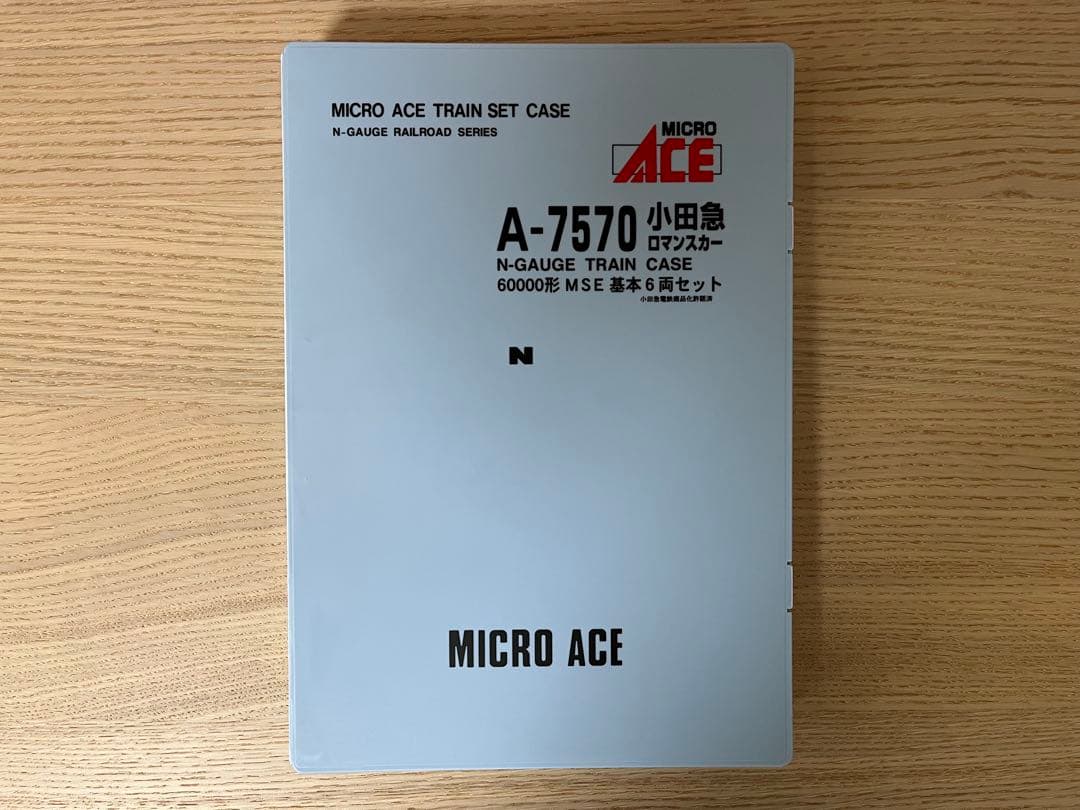 MICRO ACE TRAIN SET CASE
N-GAUGE RAILROAD SERIES
MICRO
ACE
A-7570 小田急
ロマンスカー
N-GAUGE TRAIN CASE
60000形 MSE 基本6両セット
小田急電鉄商品化許諾済
N
MICRO ACE